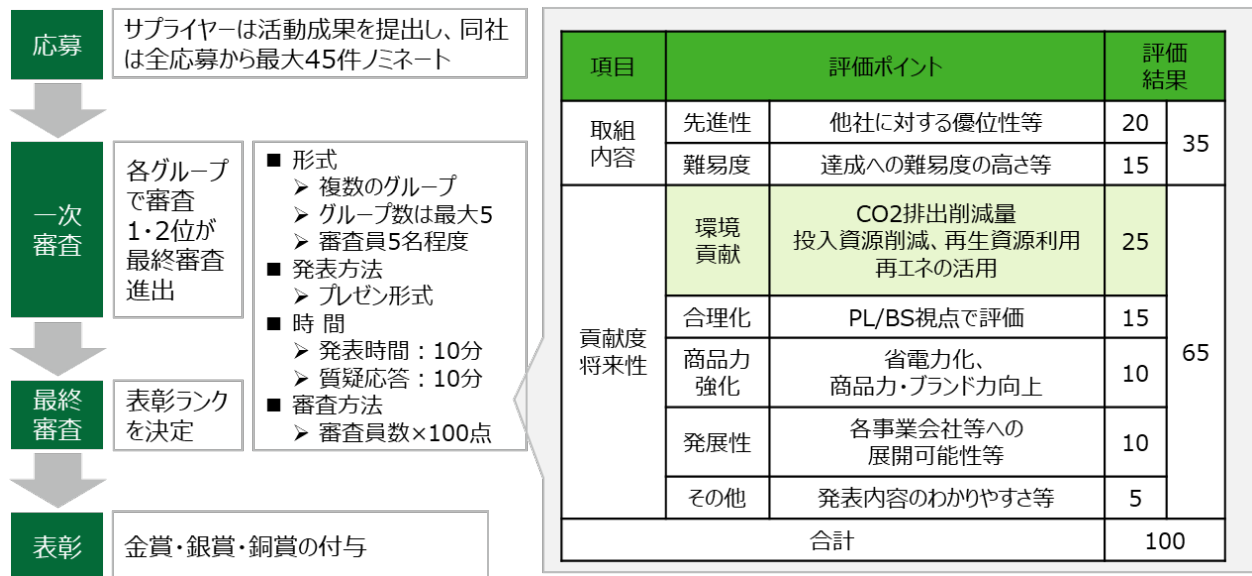 応募
サプライヤーは活動成果を提出し、同社
は全応募から最大45件ノミネート
一次
審査
各グループ
で審査
1・2位が
最終審査
進出
■ 形式
➢ 複数のグループ
➢ グループ数は最大5
➢ 審査員5名程度
■ 発表方法
➢ プレゼン形式
■ 時 間
➢ 発表時間：10分
➢ 質疑応答：10分
■ 審査方法
➢ 審査員数×100点
最終
審査
表彰ランク
を決定
表彰
金賞・銀賞・銅賞の付与
項目
評価ポイント
評価
結果
取組
内容
先進性
他社に対する優位性等
20
35
難易度
達成への難易度の高さ等
15
貢献度
将来性
環境
貢献
CO2排出削減量
投入資源削減、再生資源利用
再エネの活用
25
65
合理化
PL/BS視点で評価
15
商品力
強化
省電力化、
商品力・ブランド力向上
10
発展性
各事業会社等への
展開可能性等
10
その他
発表内容のわかりやすさ等
5
合計
100